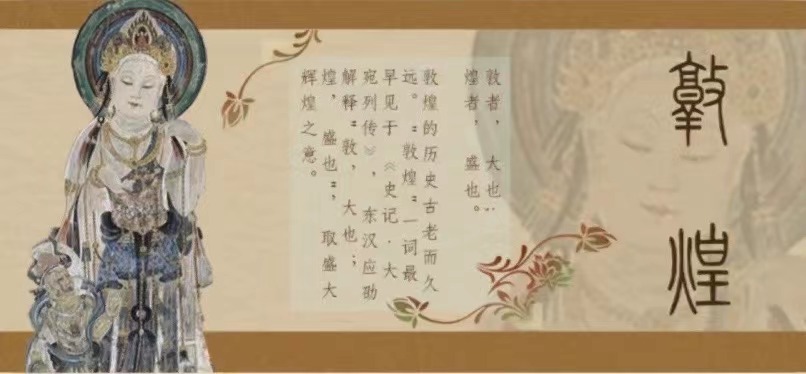 敦煌
敦者，大也；
煌者，盛也。
敦煌的历史古老而久
远。“敦煌”一词最
早见于《史记·大
宛列传》，东汉应劭
解释“敦，大也；
煌，盛也”，取盛大
辉煌之意。